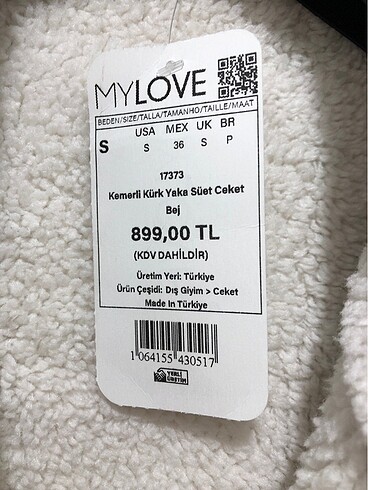 MYLOVE
BEDEN/SIZE/TALLA/TAMANHO/TAILLE/MAAT
USA MEX UK BR
S S 36 S P
17373
Kemerli Kürk Yaka Süet Ceket
Bej
899,00 TL
(KDV DAHİLDİR)
Üretim Yeri: Türkiye
Ürün Çeşidi: Dış Giyim > Ceket
Made In Türkiye
1 064155 430517
YERLİ
ÜRETİM